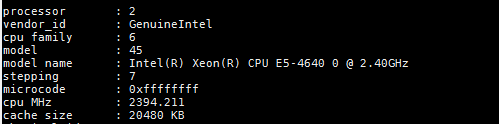 processor : 2
vendor_id : GenuineIntel
cpu family : 6
model : 45
model name : Intel(R) Xeon(R) CPU E5-4640 0 @ 2.40GHz
stepping : 7
microcode : 0xffffffff
cpu MHz : 2394.211
cache size : 20480 KB